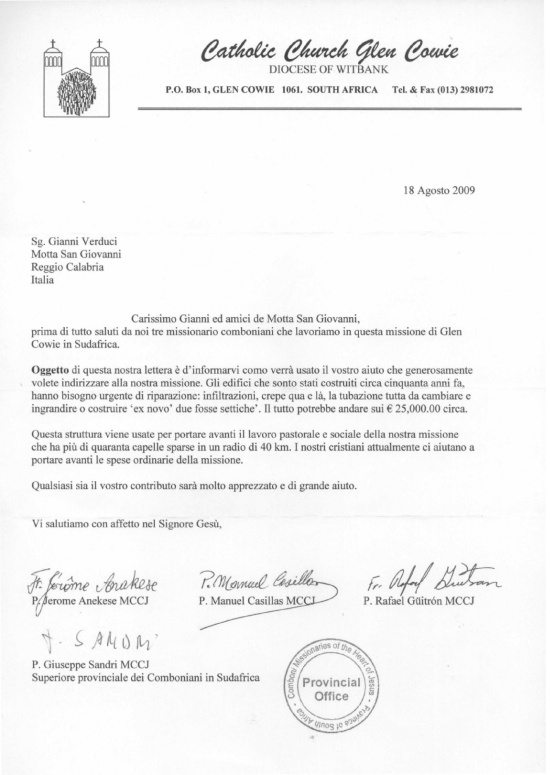 Catholic Church Glen Cowie
DIOCESE OF WITBANK
P.O. Box 1, GLEN COWIE 1061. SOUTH AFRICA Tel. & Fax (013) 2981072
18 Agosto 2009
Sg. Gianni Verduci
Motta San Giovanni
Reggio Calabria
Italia
Carissimo Gianni ed amici de Motta San Giovanni,
prima di tutto saluti da noi tre missionario comboniani che lavoriamo in questa missione di Glen
Cowie in Sudafrica.
Oggetto di questa nostra lettera è d'informarvi come verrà usato il vostro aiuto che generosamente
volete indirizzare alla nostra missione. Gli edifici che sonto stati costruiti circa cinquanta anni fa,
hanno bisogno urgente di riparazione: infiltrazioni, crepe qua e là, la tubazione tutta da cambiare e
ingrandire o costruire 'ex novo' due fosse settiche'. Il tutto potrebbe andare sui € 25,000.00 circa.
Questa struttura viene usate per portare avanti il lavoro pastorale e sociale della nostra missione
che ha più di quaranta capelle sparse in un radio di 40 km. I nostri cristiani attualmente ci aiutano a
portare avanti le spese ordinarie della missione.
Qualsiasi sia il vostro contributo sarà molto apprezzato e di grande aiuto.
Vi salutiamo con affetto nel Signore Gesù,
Fr. Jerôme Anakese
P. Manuel Casillas
Fr. Rafael Güitron
P. Jerome Anekese MCCJ
P. Manuel Casillas MCCJ
P. Rafael Güitrón MCCJ
P. Giuseppe Sandri MCCJ
Superiore provinciale dei Comboniani in Sudafrica
Comboni Missionaries of the Heart of Jesus
Provincial
Office
Province of South Africa